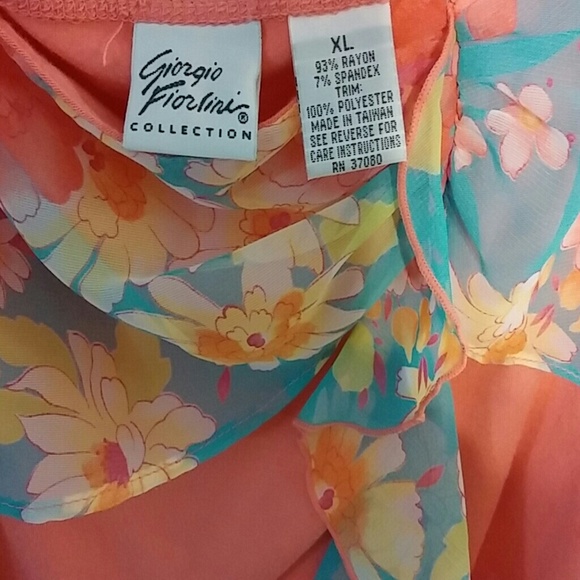 Giorgio
Fiorlini®
COLLECTION
XL
93% RAYON
7% SPANDEX
TRIM:
100% POLYESTER
MADE IN TAIWAN
SEE REVERSE FOR
CARE INSTRUCTIONS
RN 37080